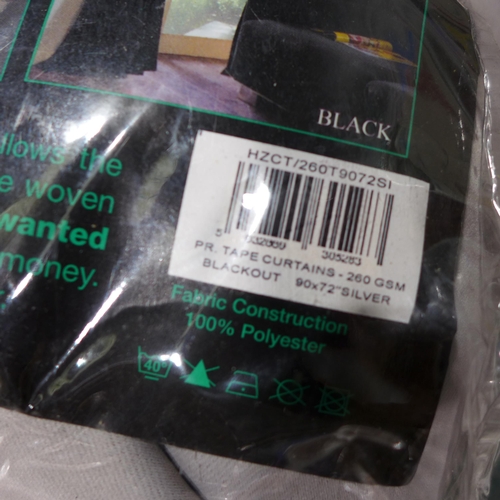 BLACK
llows the
e woven
wanted
money.
HZCT/260T9072SI
PR. TAPE CURTAINS - 260 GSM
BLACKOUT 90x72"SILVER
Fabric Construction
100% Polyester
40°